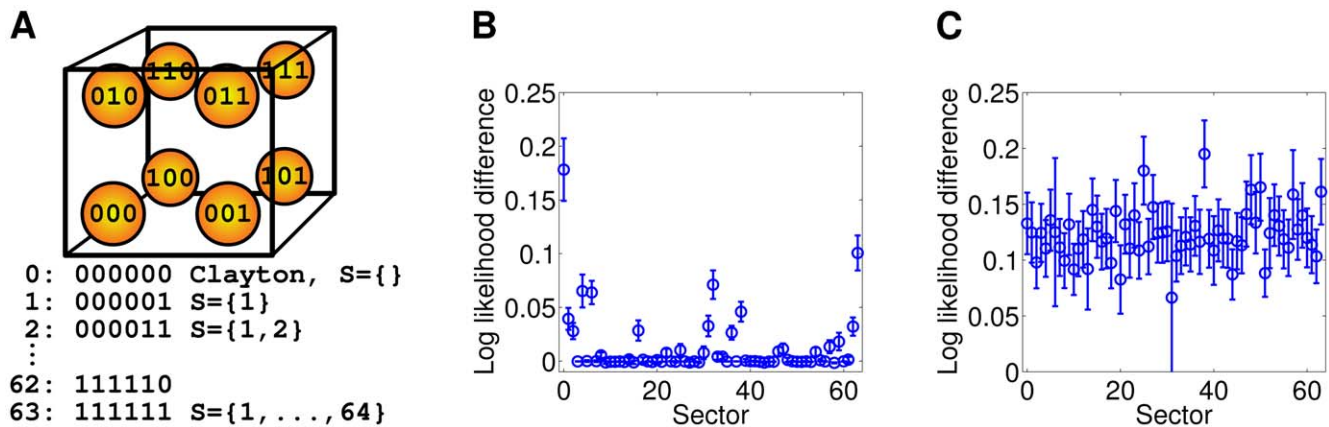 A
110
111
010
011
100
101
000
001
0: 000000 Clayton, S={}
1: 000001 S={1}
2: 000011 S={1,2}
⋮
62: 111110
63: 111111 S={1,...,64}
B
Log likelihood difference
0.25
0.2
0.15
0.1
0.05
0
0
20
40
60
Sector
C
Log likelihood difference
0.25
0.2
0.15
0.1
0.05
0
0
20
40
60
Sector